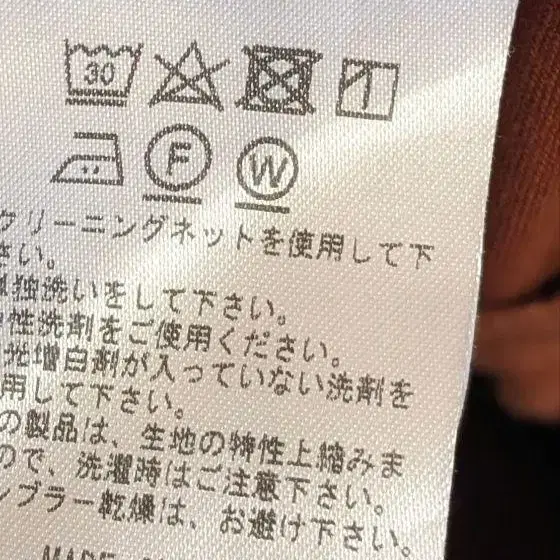 30
F W
クリーニングネットを使用して下
さい。
独洗いをして下さい。
性洗剤をご使用ください。
光増白剤が入っていない洗剤を
用して下さい。
の製品は、生地の特性上縮みま
ので、洗濯時はご注意下さい。
ンブラー乾燥は、お避け下さい。
MADE